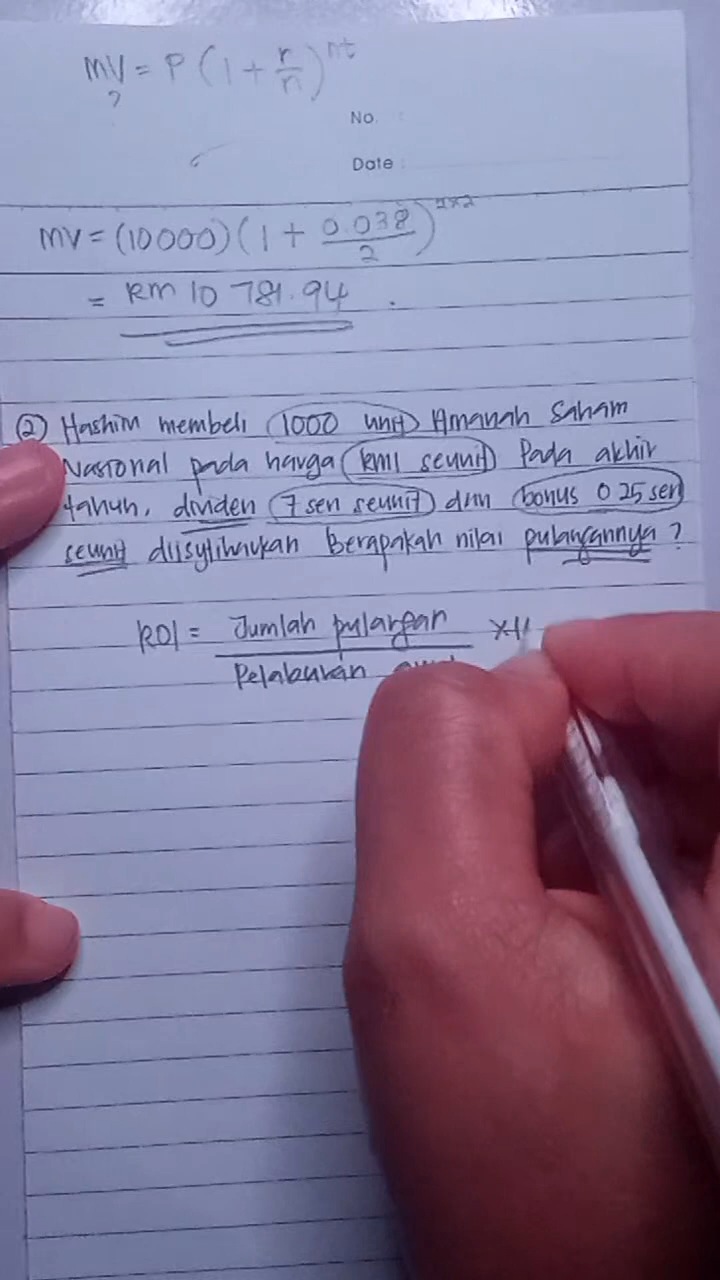 MV = P (1 + r/n)^nt
?
No.
Date
MV = (10000) (1 + 0.038/2)
= RM 10 781.94
② Hashim membeli 1000 unit Amanah Saham
Nasional pada harga RM1 seunit Pada akhir
tahun, dividen 7 sen seunit dan bonus 0.25 sen
seunit diisytiharkan Berapakah nilai pulangannya?
ROI = Jumlah pulangan
Pelaburan